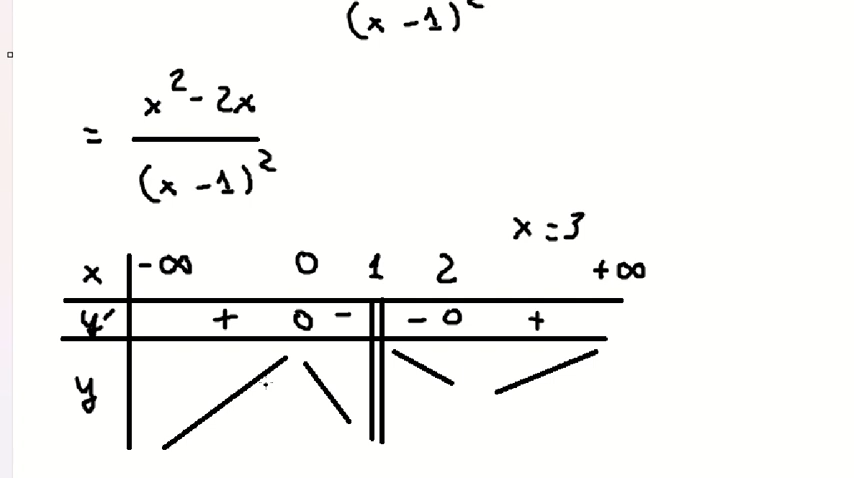 (x - 1)²
= x² - 2x / (x - 1)²
x = 3
x -∞ 0 1 2 +∞
y' + 0 - - 0 +
y